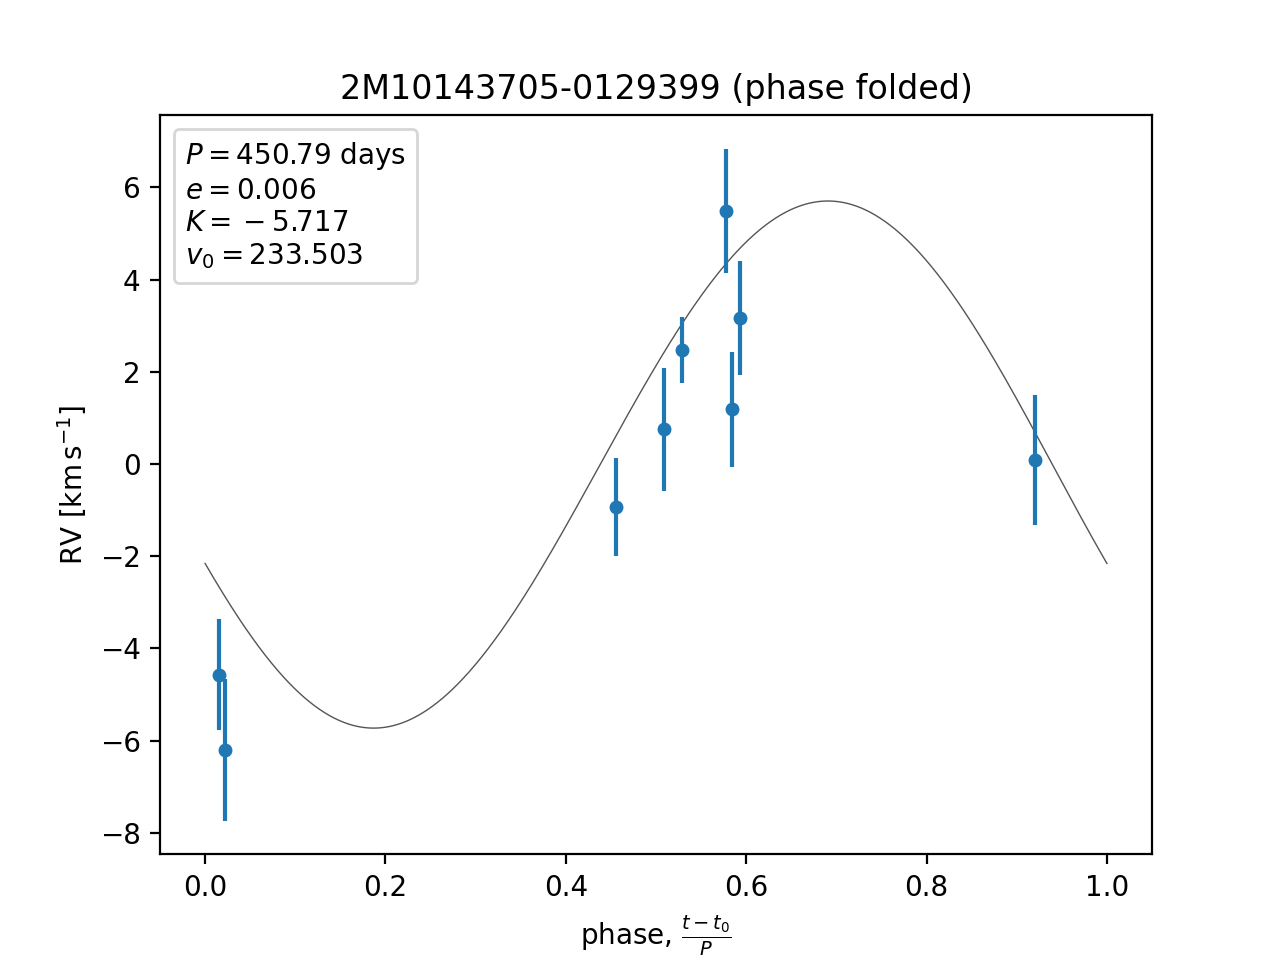 2M10143705-0129399 (phase folded)
P = 450.79 days
e = 0.006
K = −5.717
v₀ = 233.503
RV [km s⁻¹]
6
4
2
0
−2
−4
−6
−8
0.0 0.2 0.4 0.6 0.8 1.0
phase, (t − t₀)/P